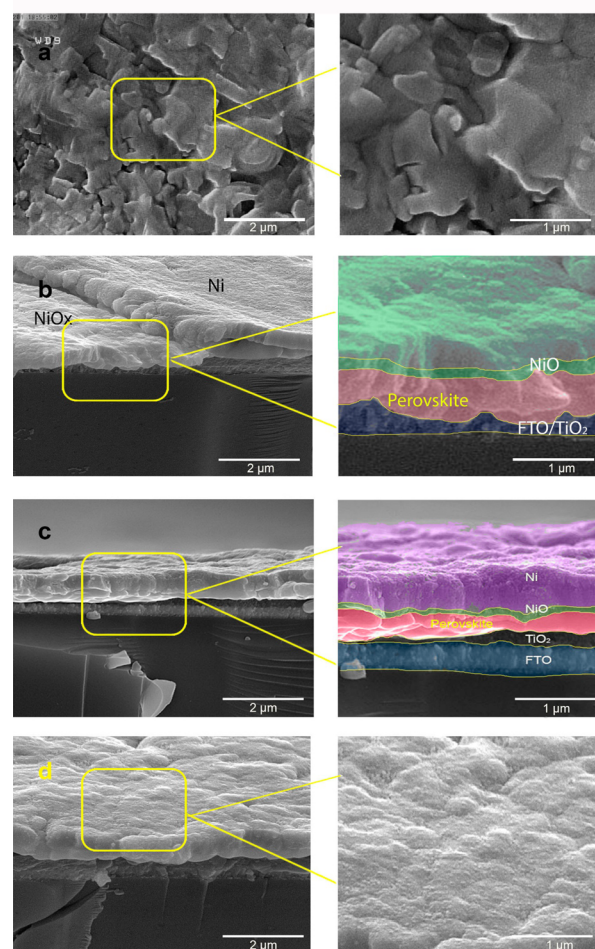 WD9
a
2 µm
1 µm
b
Ni
NiOx
2 µm
NiO
Perovskite
FTO/TiO₂
1 µm
c
2 µm
Ni
NiO
Perovskite
TiO₂
FTO
1 µm
d
2 µm
1 µm